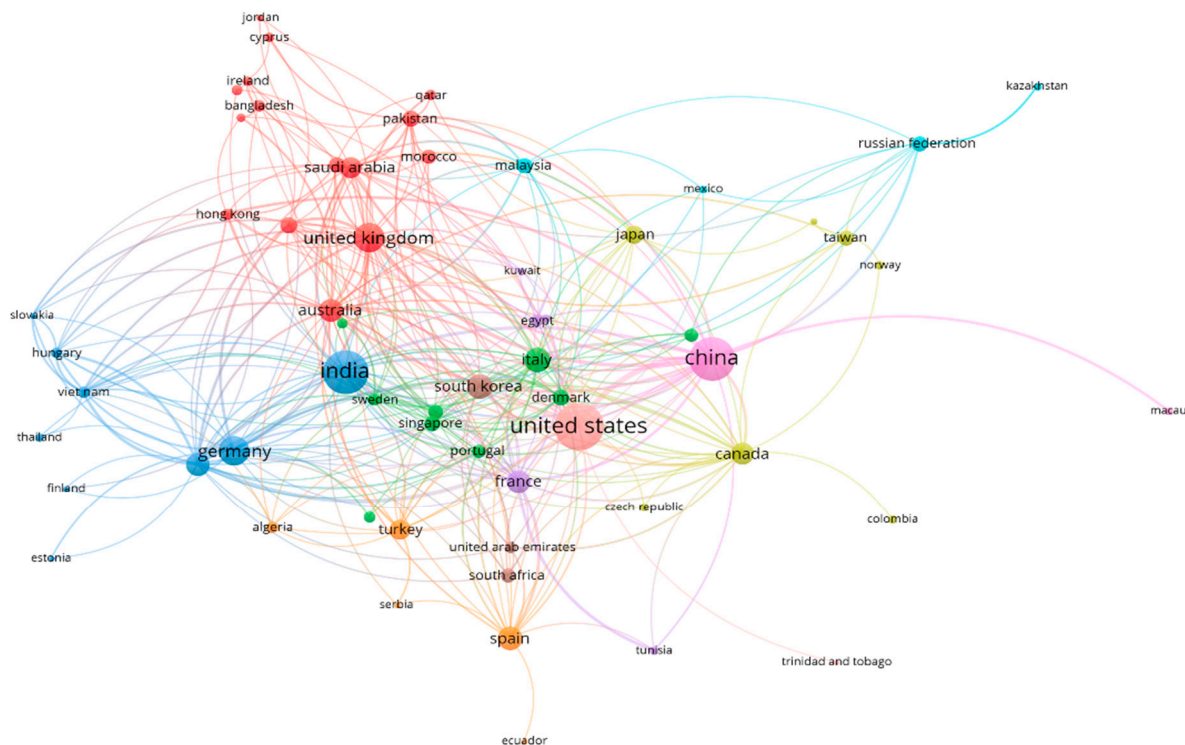 jordan
cyprus
ireland
bangladesh
qatar
pakistan
kazakhstan
russian federation
saudi arabia
morocco
malaysia
mexico
hong kong
united kingdom
japan
taiwan
norway
kuwait
slovakia
australia
egypt
hungary
india
italy
china
viet nam
sweden
south korea
denmark
macau
singapore
united states
thailand
germany
portugal
canada
finland
france
czech republic
colombia
algeria
turkey
estonia
united arab emirates
south africa
serbia
spain
tunisia
trinidad and tobago
ecuador